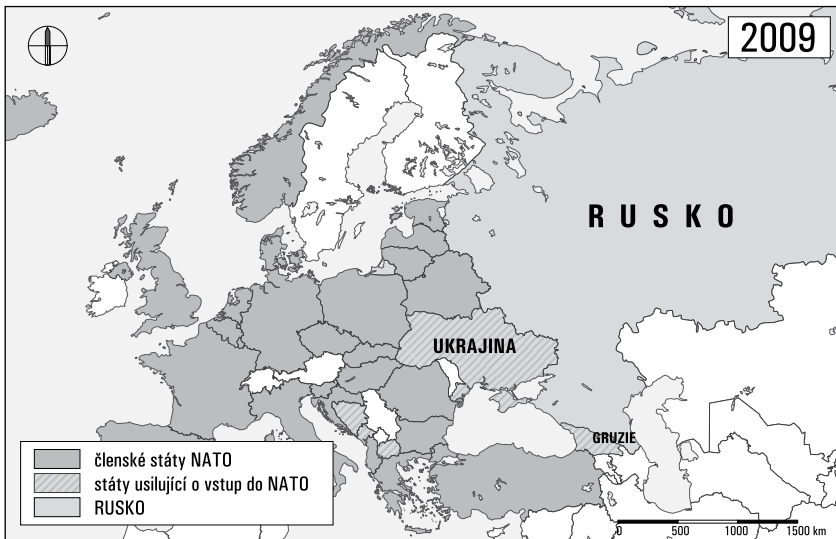 2009
RUSKO
UKRAJINA
GRUZIE
členské státy NATO
státy usilující o vstup do NATO
RUSKO
0 500 1000 1500 km